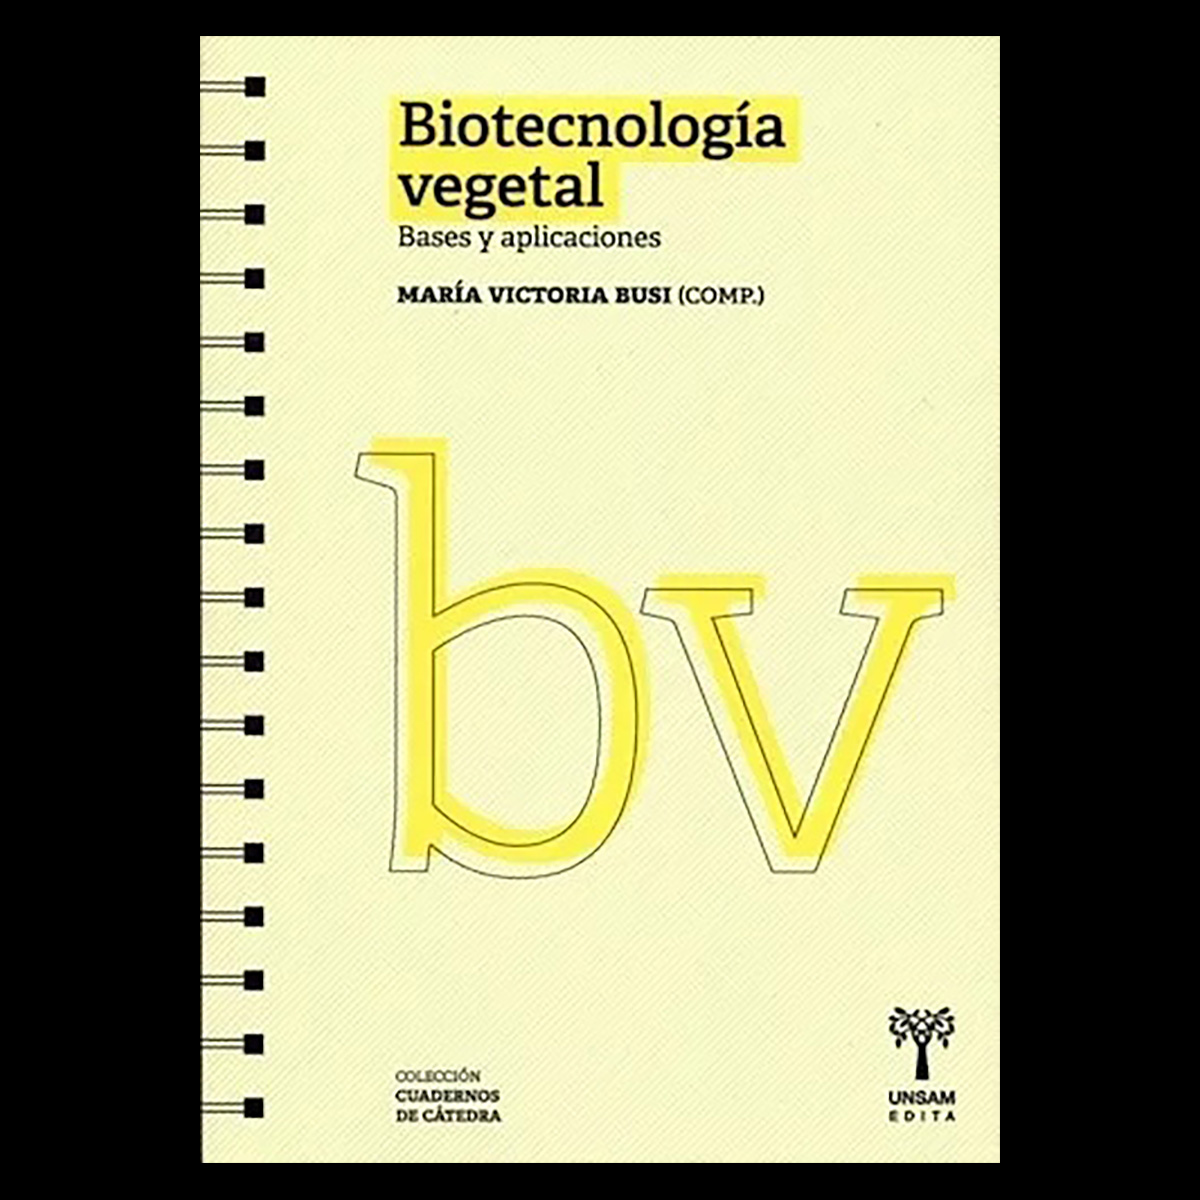 Biotecnología
vegetal
Bases y aplicaciones
MARÍA VICTORIA BUSI (COMP.)
bv
COLECCIÓN
CUADERNOS
DE CÁTEDRA
UNSAM
EDITA